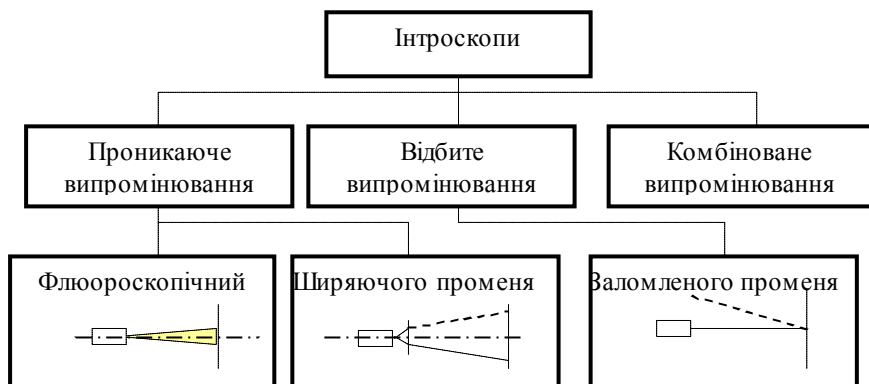 Інтроскопи
Проникаюче
випромінювання
Відбите
випромінювання
Комбіноване
випромінювання
Флюороскопічний
Ширяючого променя
Заломленого променя